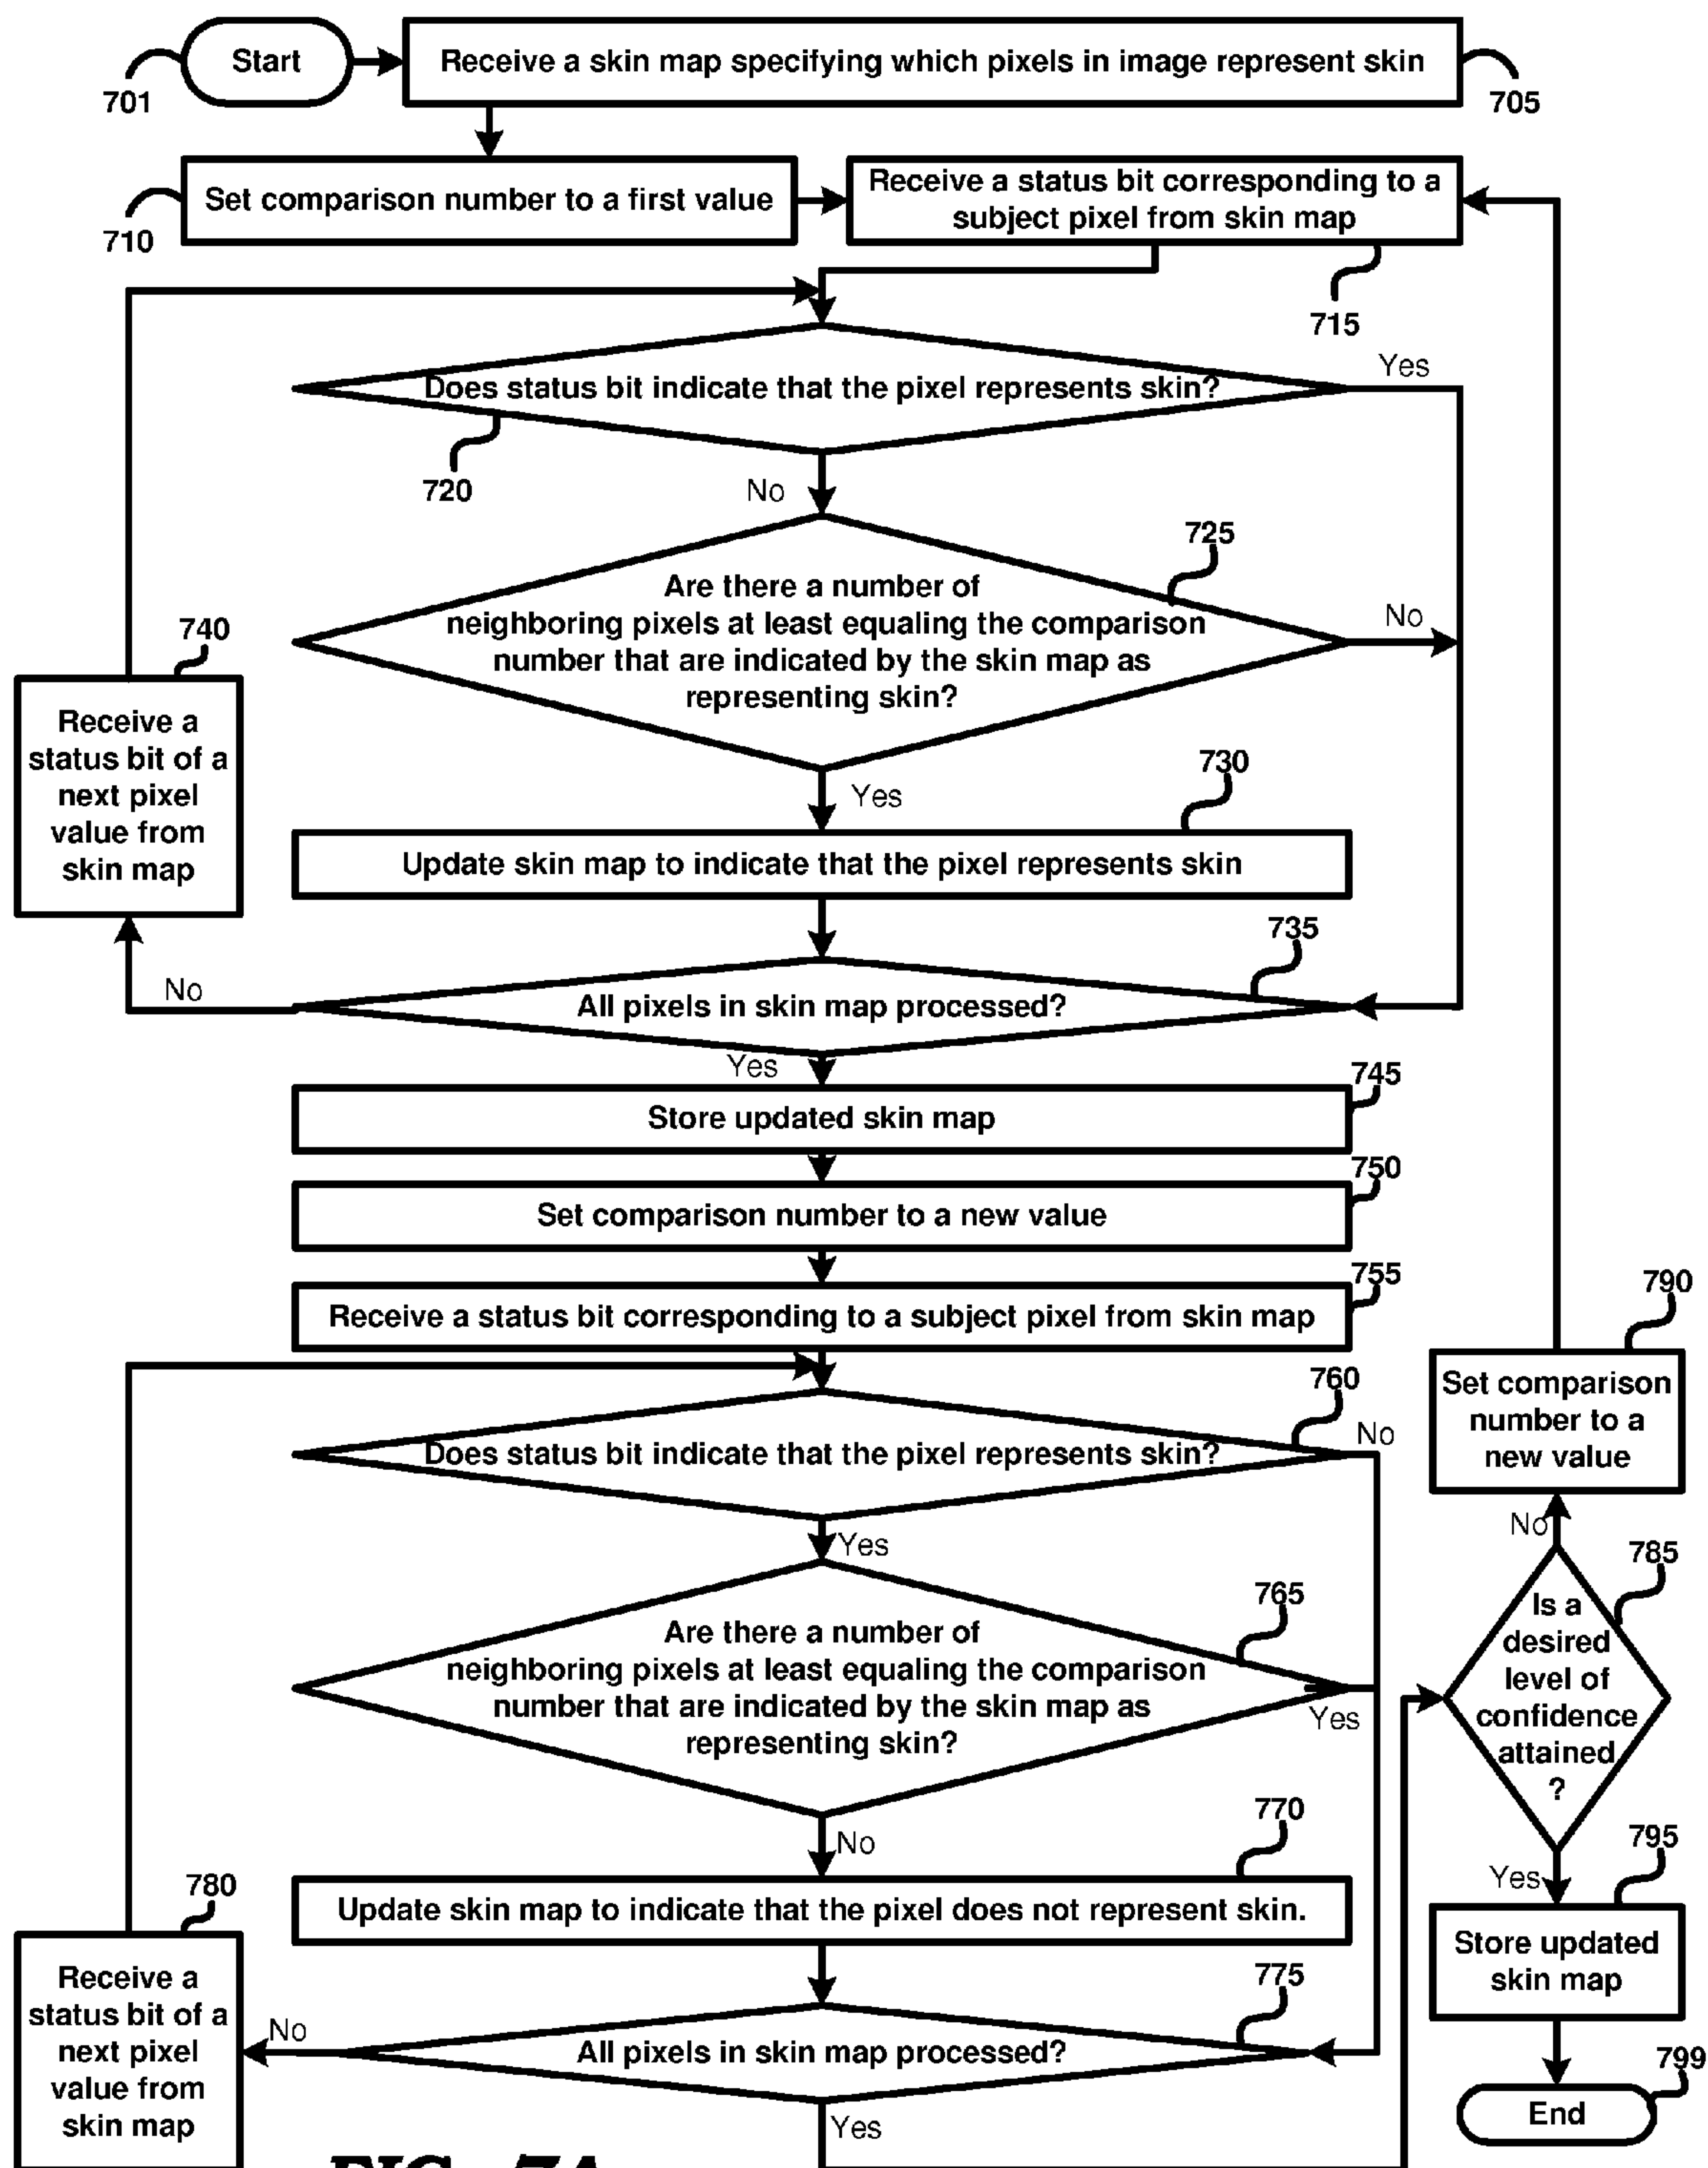 Start
Receive a skin map specifying which pixels in image represent skin
701
705
Set comparison number to a first value
Receive a status bit corresponding to a
subject pixel from skin map
710
715
Does status bit indicate that the pixel represents skin?
Yes
720
No
725
Are there a number of
neighboring pixels at least equaling the comparison
number that are indicated by the skin map as
representing skin?
No
740
Receive a
status bit of a
next pixel
value from
skin map
Yes
730
Update skin map to indicate that the pixel represents skin
735
All pixels in skin map processed?
No
Yes
745
Store updated skin map
750
Set comparison number to a new value
755
Receive a status bit corresponding to a subject pixel from skin map
760
Does status bit indicate that the pixel represents skin?
No
Yes
765
Are there a number of
neighboring pixels at least equaling the comparison
number that are indicated by the skin map as
representing skin?
Yes
No
770
Update skin map to indicate that the pixel does not represent skin.
775
All pixels in skin map processed?
No
780
Receive a
status bit of a
next pixel
value from
skin map
Yes
790
Set comparison
number to a
new value
No
785
Is a
desired
level of
confidence
attained
?
Yes
795
Store updated
skin map
799
End